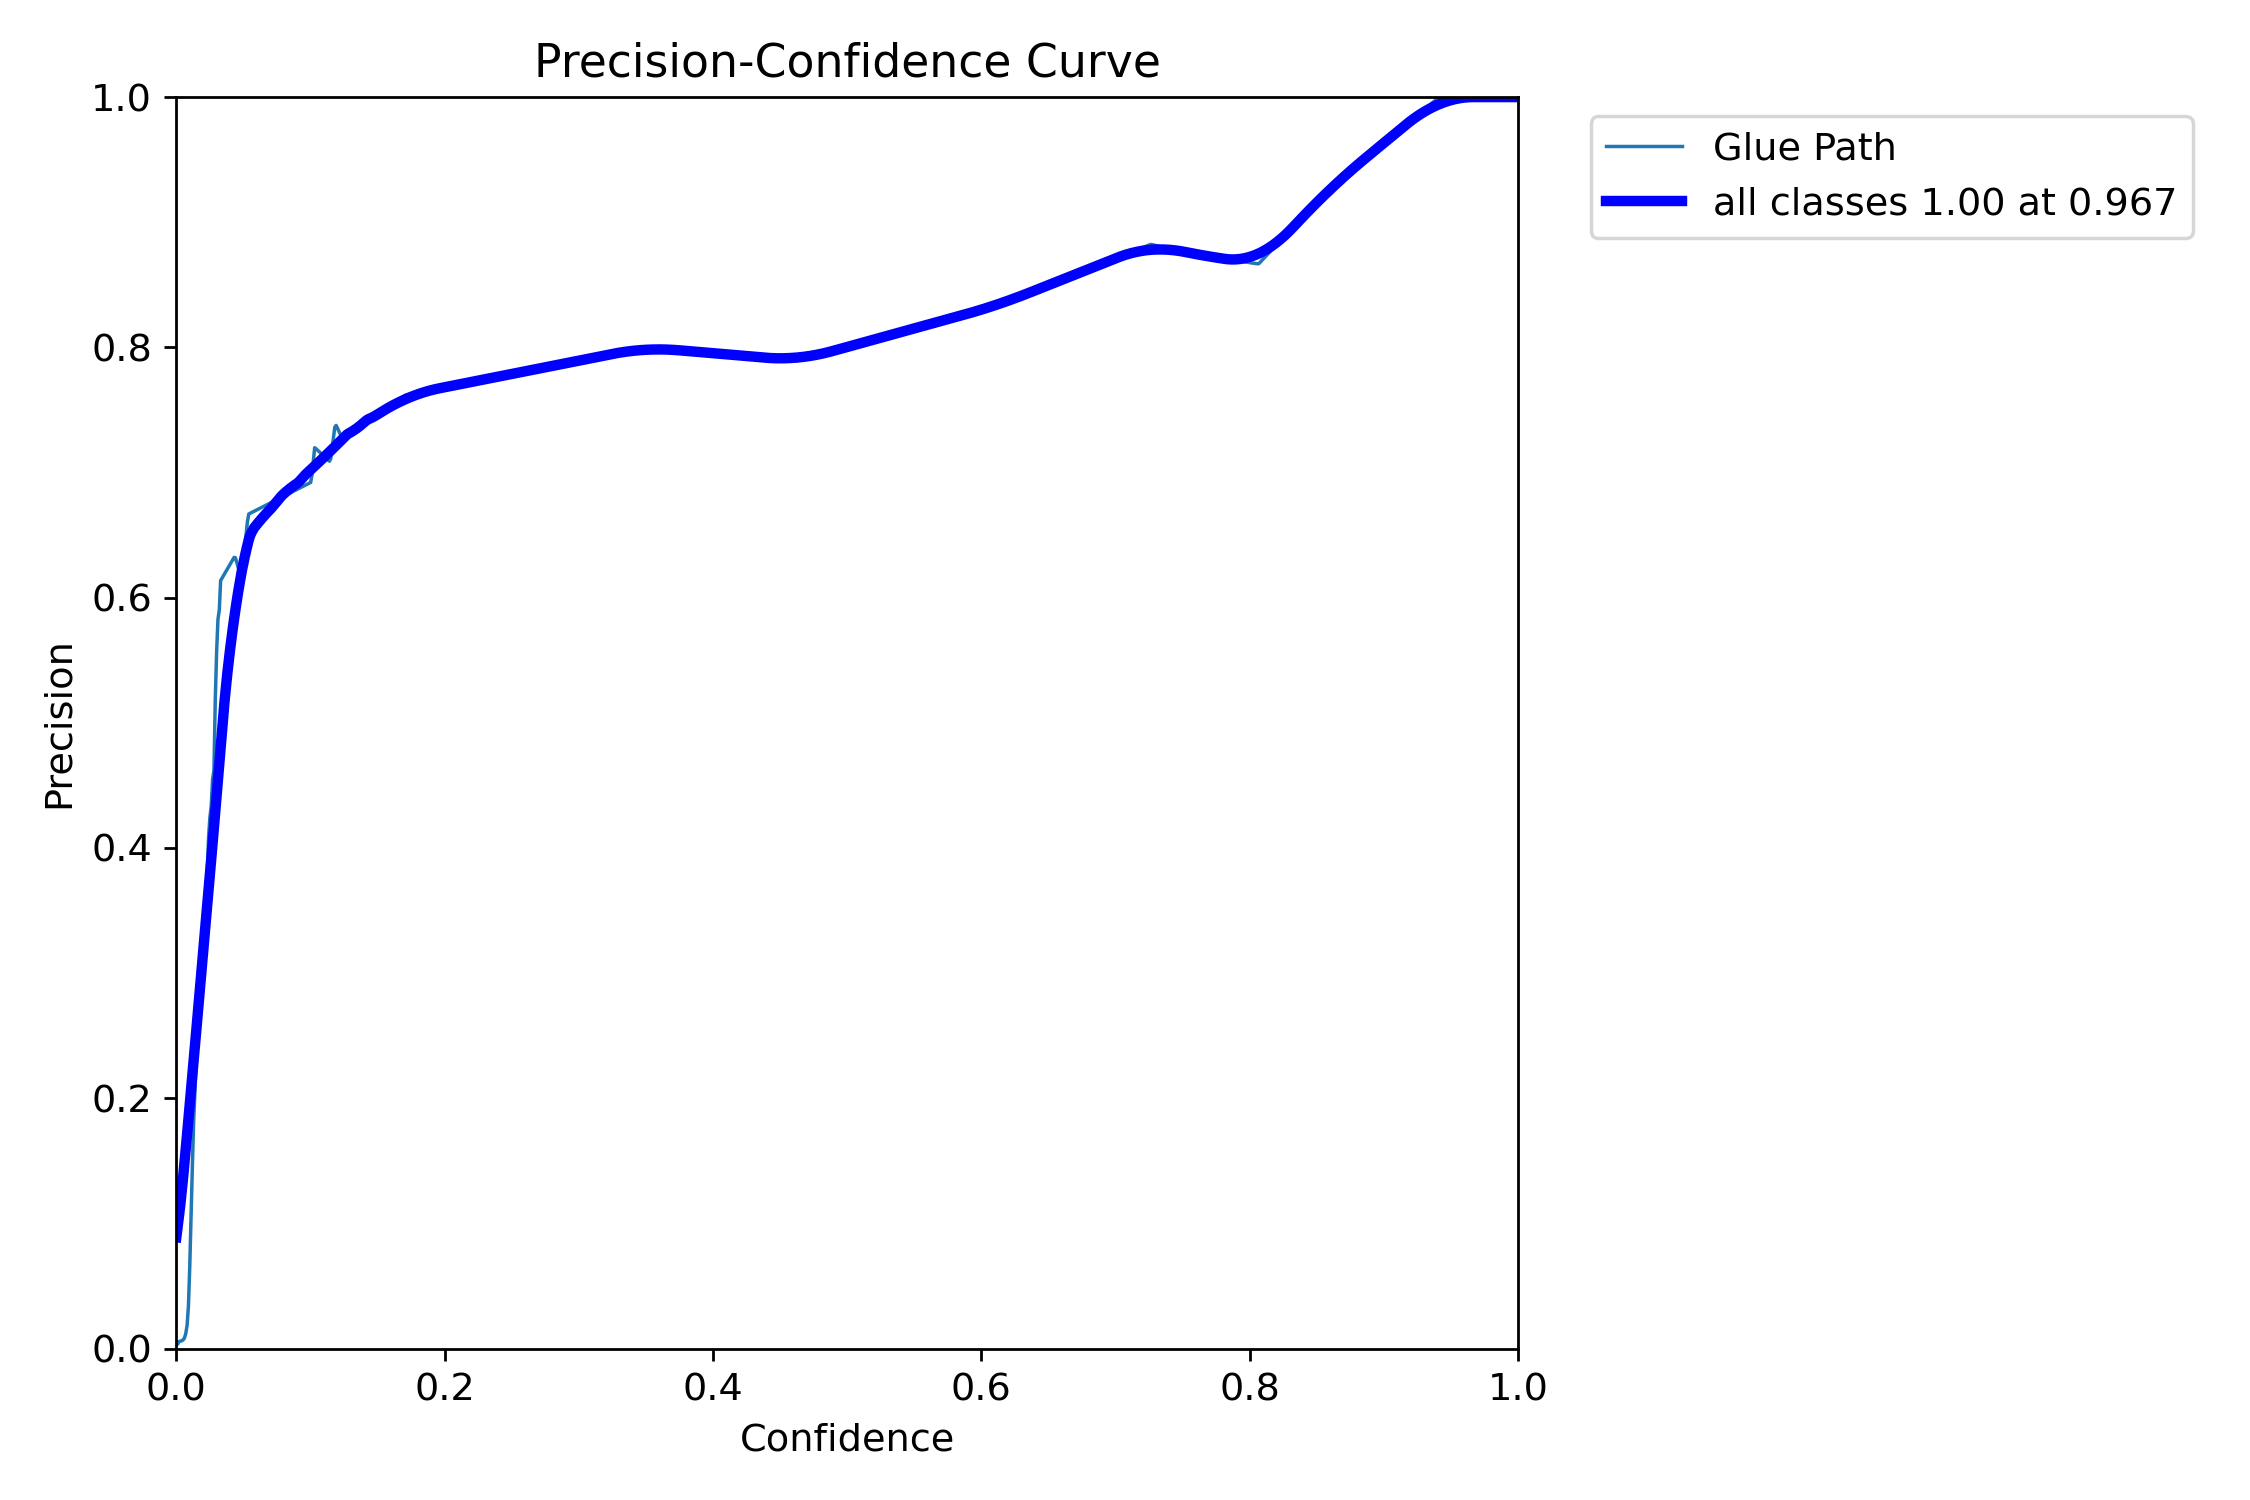 Precision-Confidence Curve
Glue Path
all classes 1.00 at 0.967
Precision
1.0
0.8
0.6
0.4
0.2
0.0
0.0 0.2 0.4 0.6 0.8 1.0
Confidence